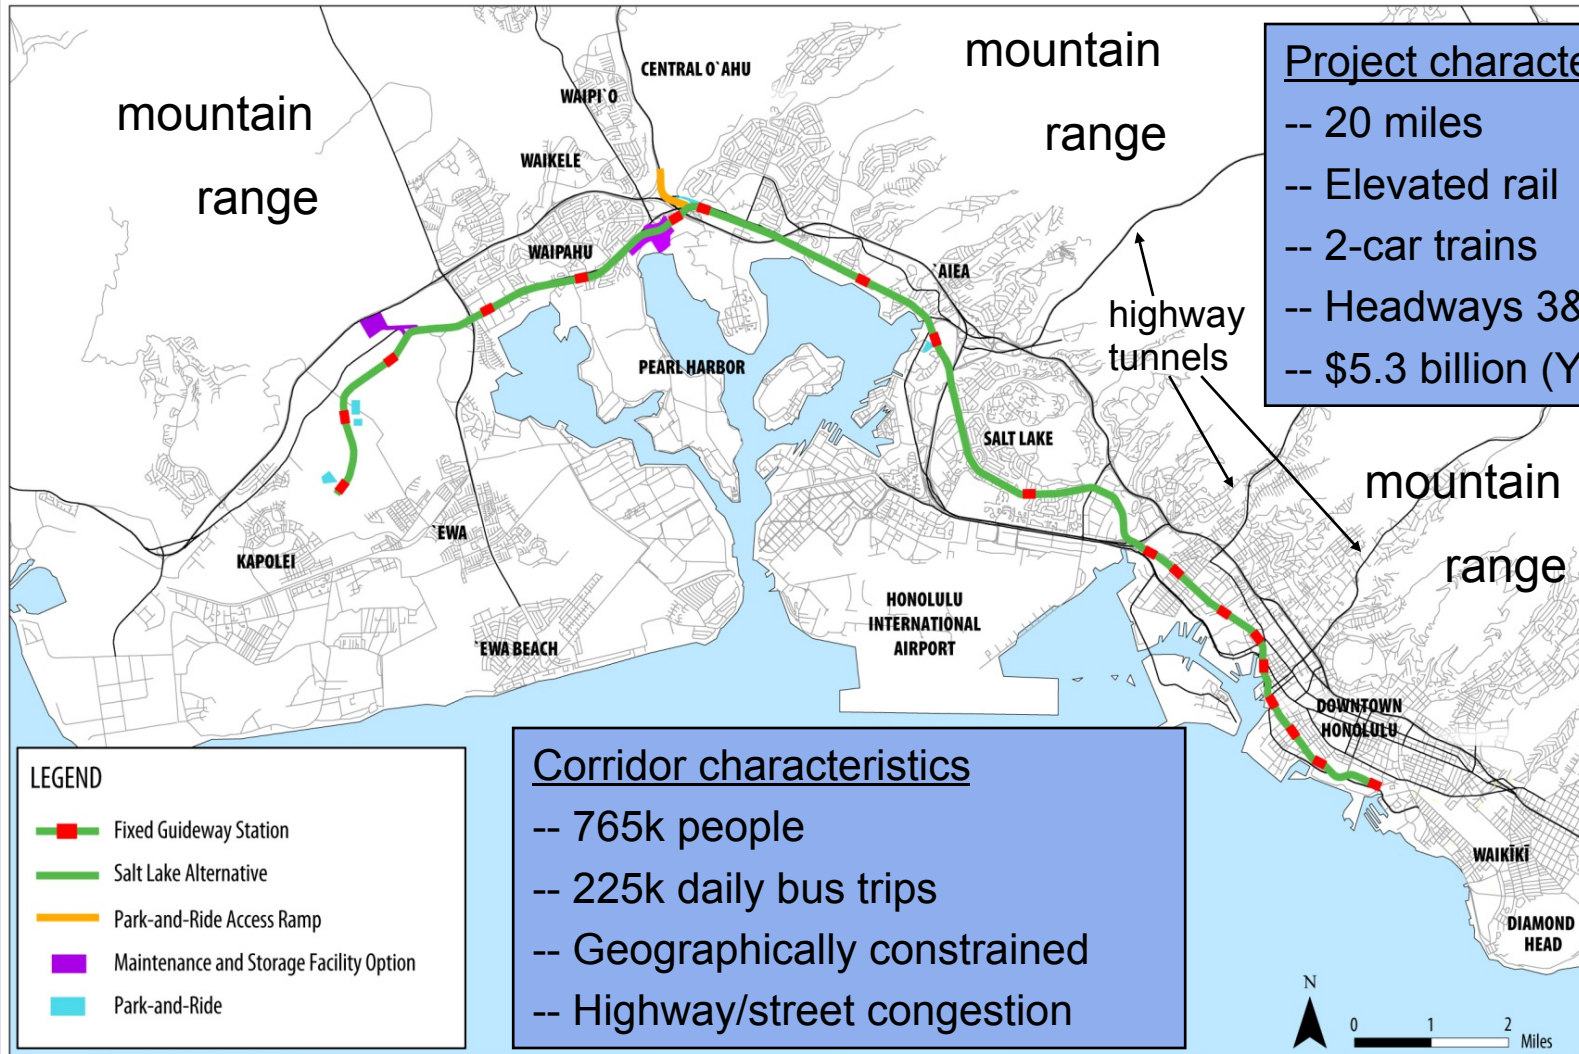 mountain
range
CENTRAL O`AHU
WAIPI`O
WAIKELE
WAIPAHU
mountain
range
Project characte
-- 20 miles
-- Elevated rail
-- 2-car trains
-- Headways 3&
-- $5.3 billion (Y
`AIEA
highway
tunnels
PEARL HARBOR
SALT LAKE
mountain
range
`EWA
KAPOLEI
`EWA BEACH
HONOLULU
INTERNATIONAL
AIRPORT
DOWNTOWN
HONOLULU
WAIKĪKĪ
DIAMOND
HEAD
LEGEND
Fixed Guideway Station
Salt Lake Alternative
Park-and-Ride Access Ramp
Maintenance and Storage Facility Option
Park-and-Ride
Corridor characteristics
-- 765k people
-- 225k daily bus trips
-- Geographically constrained
-- Highway/street congestion
N
0 1 2
Miles